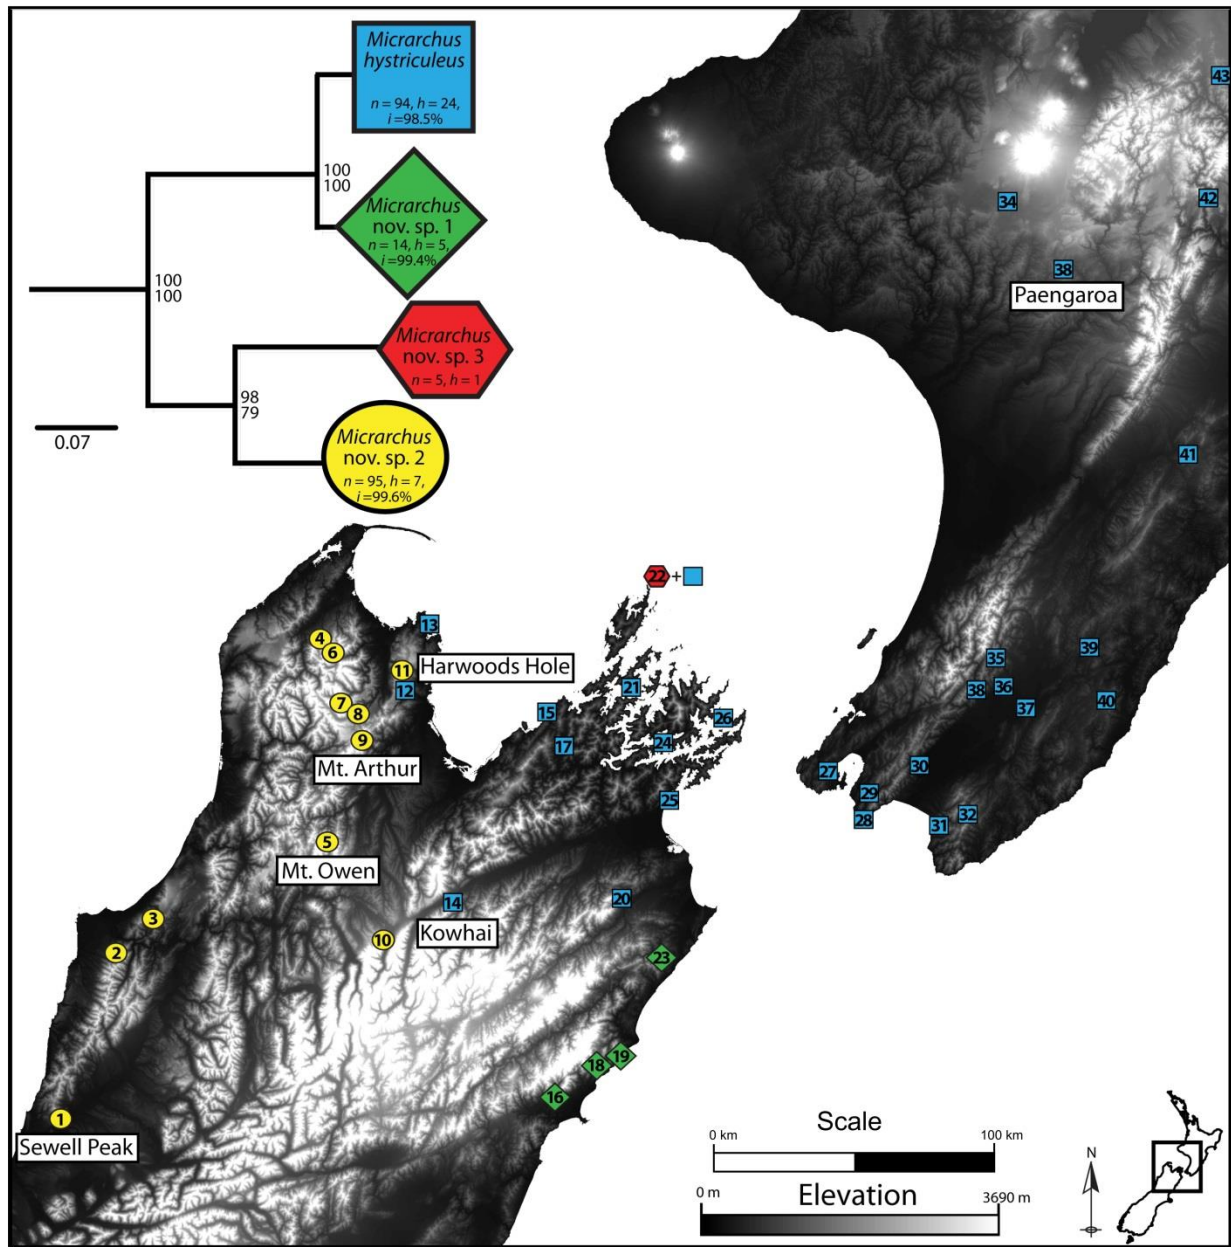 Micrarchus
hystriculeus
n = 94, h = 24,
i =98.5%
100
100
Micrarchus
nov. sp. 1
n = 14, h = 5,
i =99.4%
100
100
Micrarchus
nov. sp. 3
n = 5, h = 1
98
79
Micrarchus
nov. sp. 2
n = 95, h = 7,
i =99.6%
0.07
43
42
34
38
Paengaroa
41
22 +
13
4
6
11
Harwoods Hole
12
7
8
9
Mt. Arthur
15
17
21
26
24
25
35
38
36
37
39
40
27
30
29
28
31
32
5
Mt. Owen
14
Kowhai
20
3
2
10
23
18
19
16
1
Sewell Peak
Scale
0 km
100 km
0 m
Elevation
3690 m
N